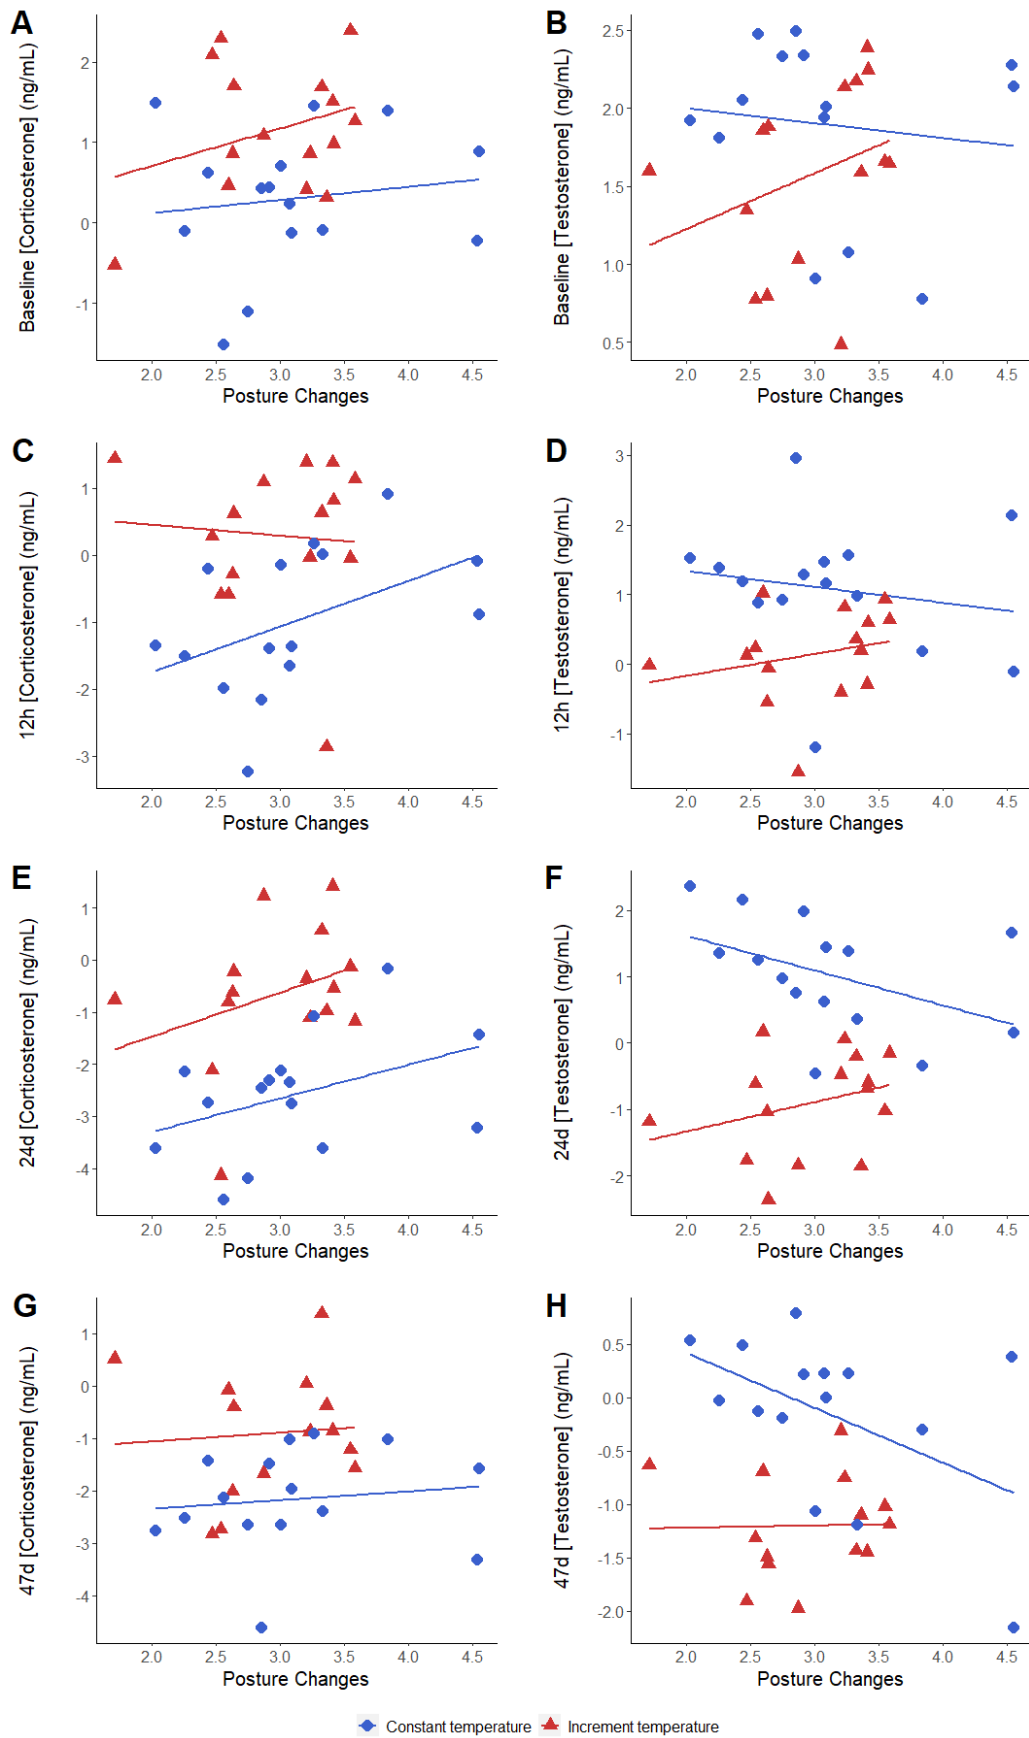 A
Baseline [Corticosterone] (ng/mL)
2
1
0
-1
2.0 2.5 3.0 3.5 4.0 4.5
Posture Changes
B
Baseline [Testosterone] (ng/mL)
2.5
2.0
1.5
1.0
0.5
2.0 2.5 3.0 3.5 4.0 4.5
Posture Changes
C
12h [Corticosterone] (ng/mL)
1
0
-1
-2
-3
2.0 2.5 3.0 3.5 4.0 4.5
Posture Changes
D
12h [Testosterone] (ng/mL)
3
2
1
0
-1
2.0 2.5 3.0 3.5 4.0 4.5
Posture Changes
E
24d [Corticosterone] (ng/mL)
1
0
-1
-2
-3
-4
2.0 2.5 3.0 3.5 4.0 4.5
Posture Changes
F
24d [Testosterone] (ng/mL)
2
1
0
-1
-2
2.0 2.5 3.0 3.5 4.0 4.5
Posture Changes
G
47d [Corticosterone] (ng/mL)
1
0
-1
-2
-3
-4
2.0 2.5 3.0 3.5 4.0 4.5
Posture Changes
H
47d [Testosterone] (ng/mL)
0.5
0.0
-0.5
-1.0
-1.5
-2.0
2.0 2.5 3.0 3.5 4.0 4.5
Posture Changes
Constant temperature Increment temperature